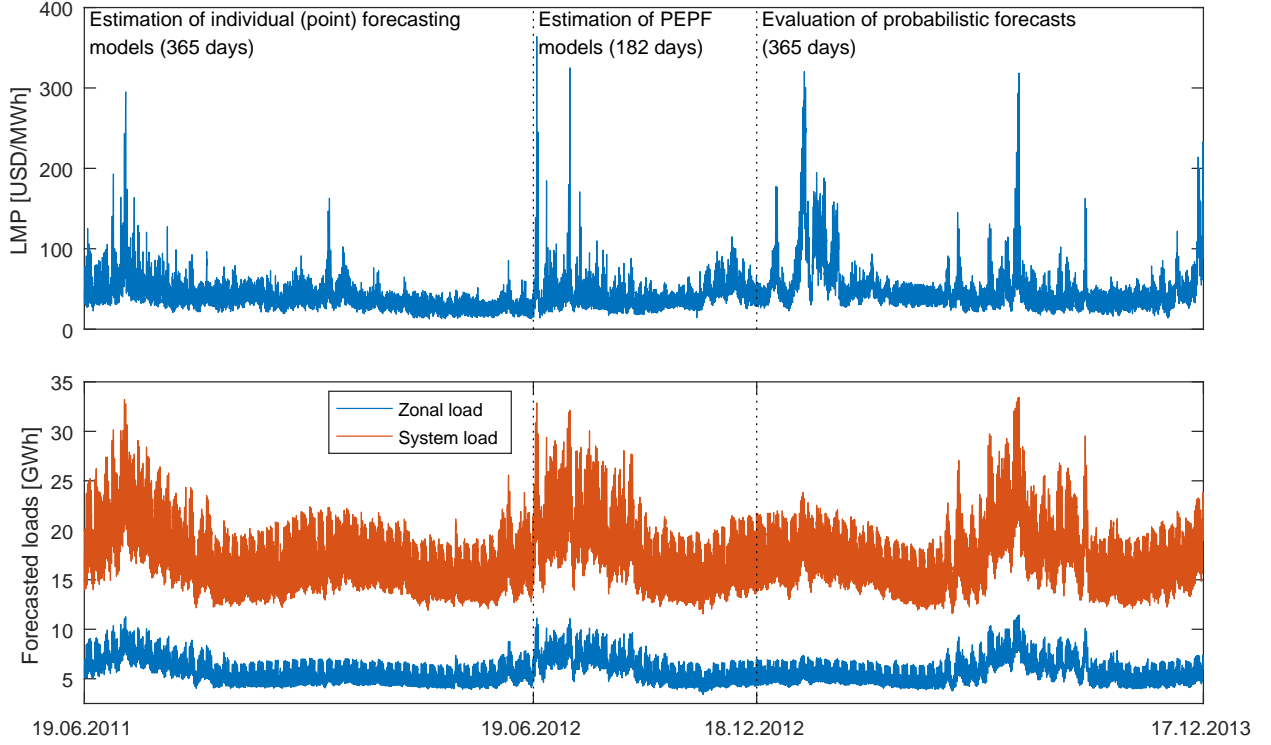 Estimation of individual (point) forecasting
models (365 days)
Estimation of PEPF
models (182 days)
Evaluation of probabilistic forecasts
(365 days)
LMP [USD/MWh]
400
300
200
100
0
Forecasted loads [GWh]
35
30
25
20
15
10
5
Zonal load
System load
19.06.2011
19.06.2012
18.12.2012
17.12.2013